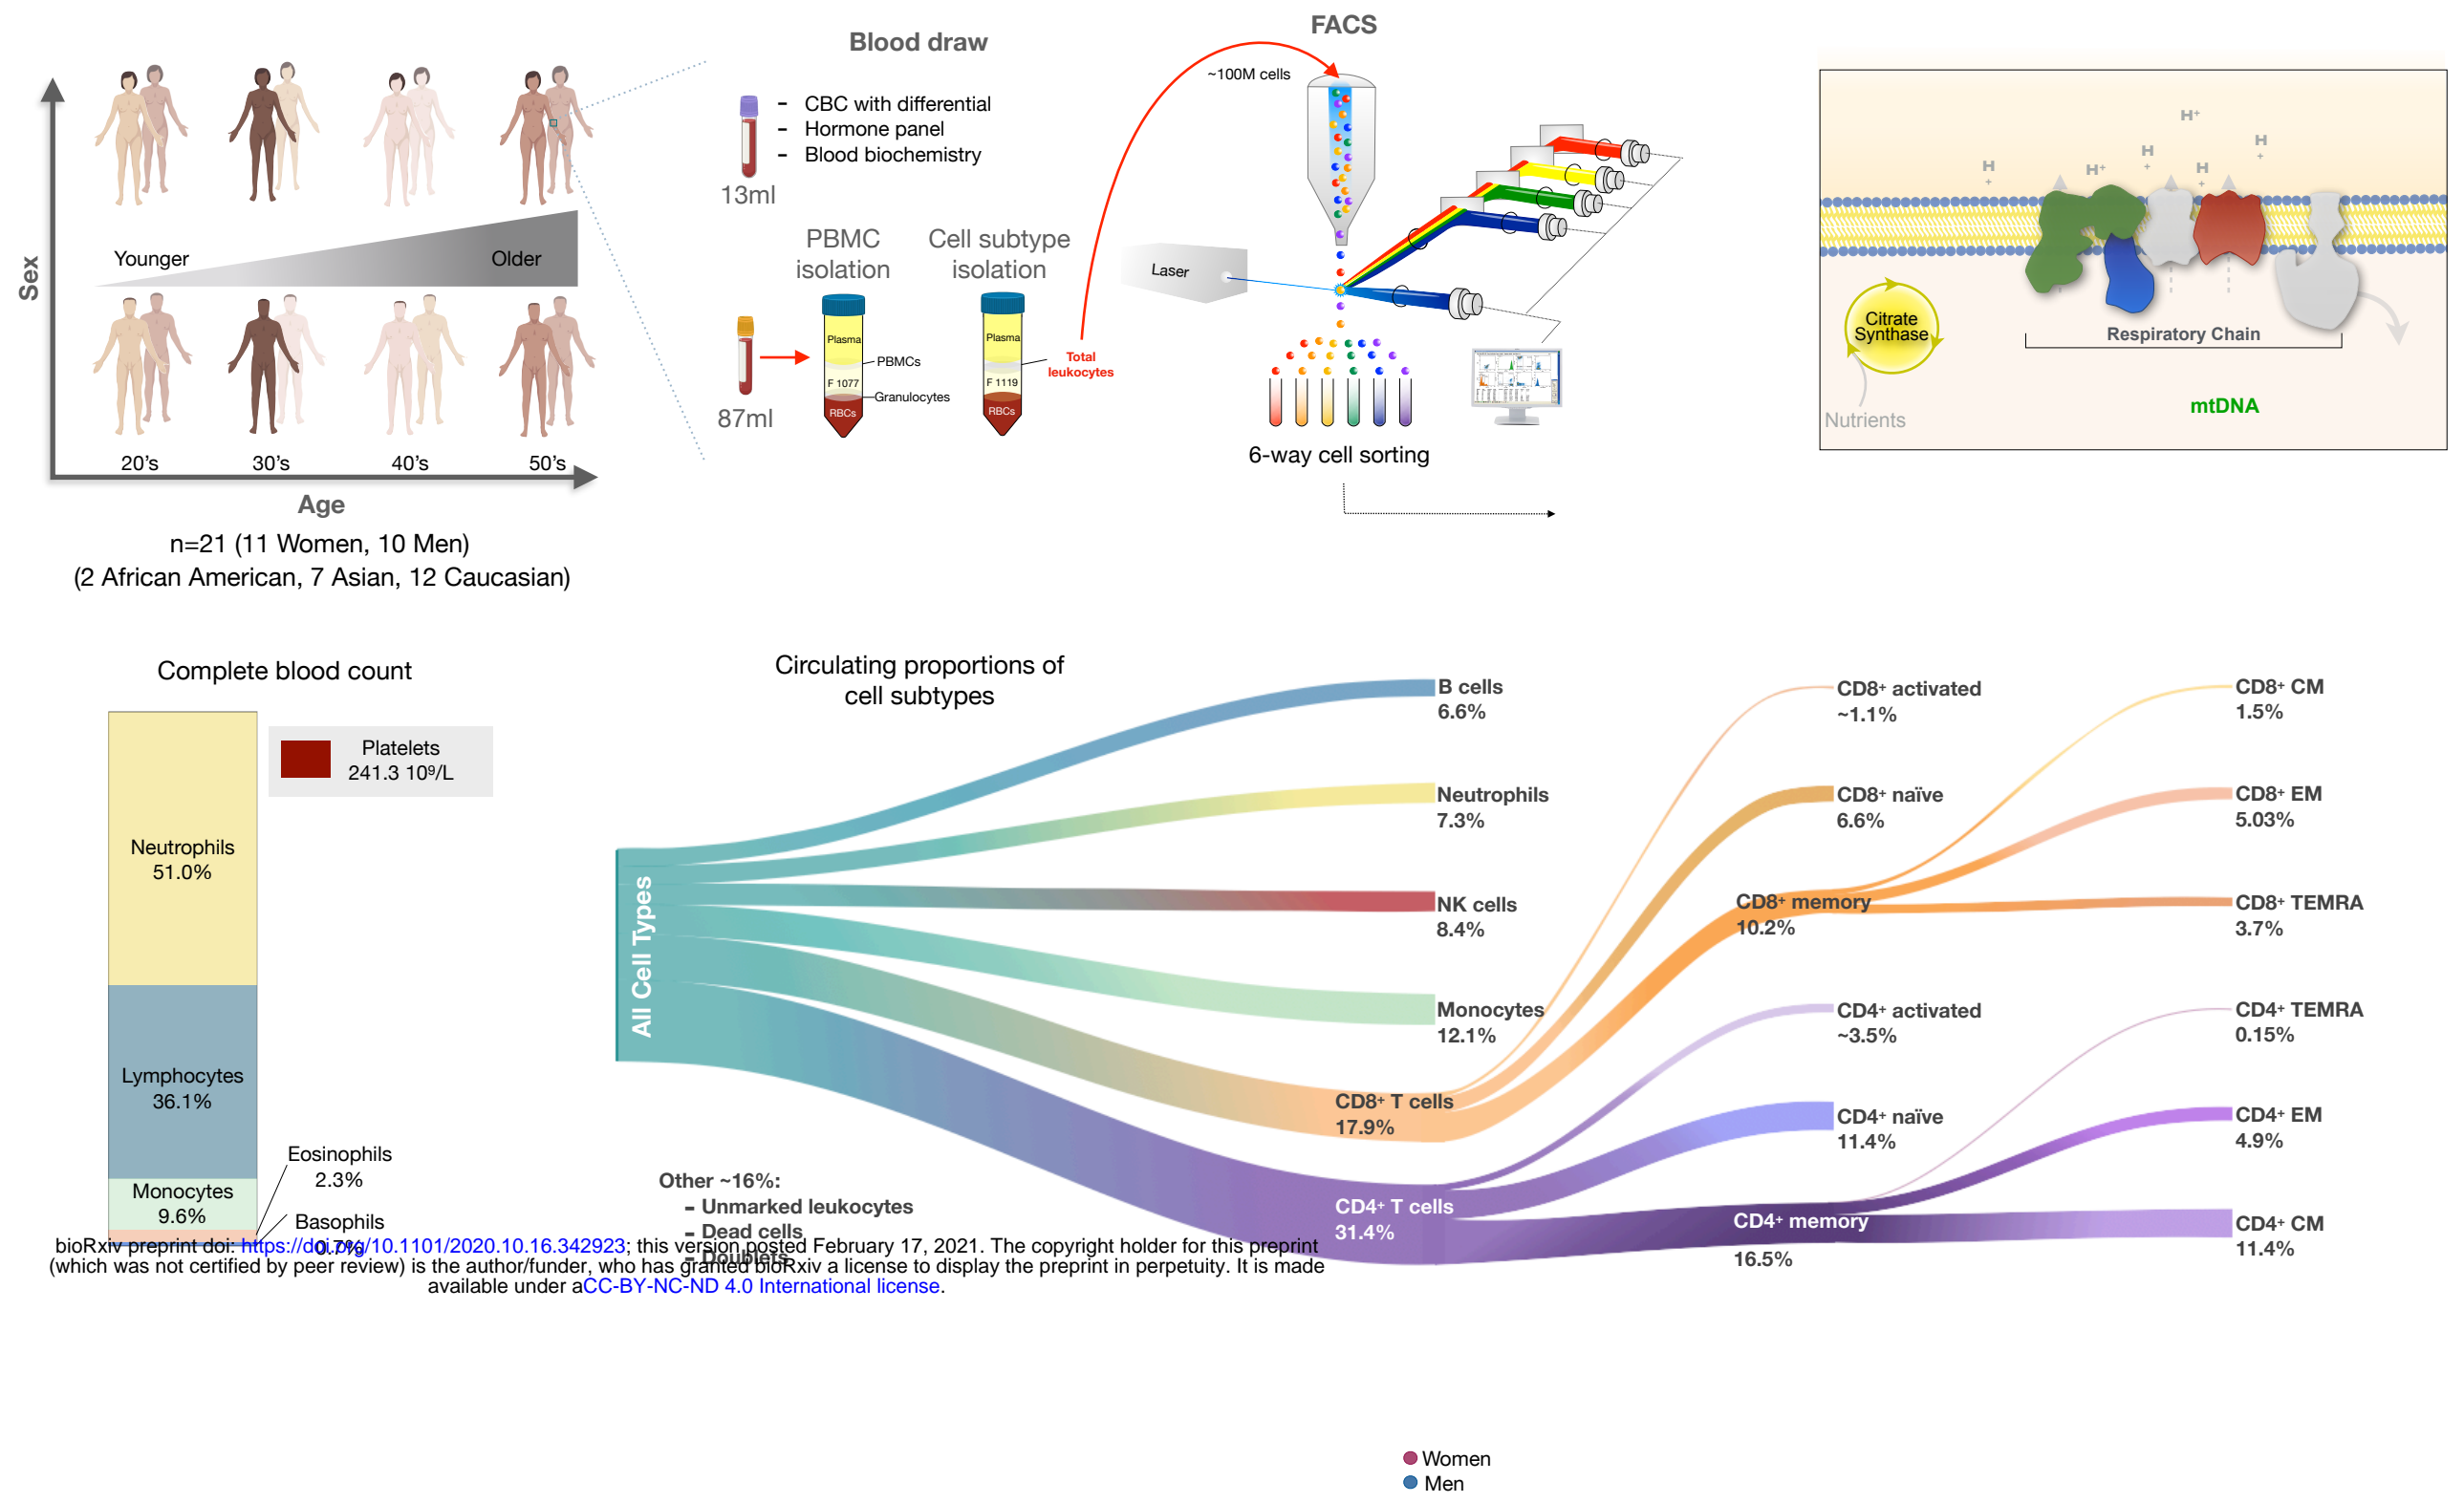 Sex
Younger
Older
20's
30's
40's
50's
Age
n=21 (11 Women, 10 Men)
(2 African American, 7 Asian, 12 Caucasian)
Blood draw
- CBC with differential
- Hormone panel
- Blood biochemistry
13ml
PBMC
isolation
Cell subtype
isolation
87ml
Plasma
PBMCs
F 1077
Granulocytes
RBCs
Plasma
F 1119
RBCs
Total
leukocytes
FACS
~100M cells
Laser
6-way cell sorting
H+
H
+
H+
H
+
H
+
H
+
Citrate
Synthase
Nutrients
Respiratory Chain
mtDNA
Complete blood count
Platelets
241.3 10⁹/L
Neutrophils
51.0%
Lymphocytes
36.1%
Monocytes
9.6%
Eosinophils
2.3%
Basophils
0.7%
Circulating proportions of
cell subtypes
All Cell Types
B cells
6.6%
Neutrophils
7.3%
NK cells
8.4%
Monocytes
12.1%
CD8+ T cells
17.9%
CD4+ T cells
31.4%
CD8+ activated
~1.1%
CD8+ naïve
6.6%
CD8+ memory
10.2%
CD4+ activated
~3.5%
CD4+ naïve
11.4%
CD4+ memory
16.5%
CD8+ CM
1.5%
CD8+ EM
5.03%
CD8+ TEMRA
3.7%
CD4+ TEMRA
0.15%
CD4+ EM
4.9%
CD4+ CM
11.4%
Other ~16%:
- Unmarked leukocytes
- Dead cells
- Doublets
bioRxiv preprint doi: https://doi.org/10.1101/2020.10.16.342923; this version posted February 17, 2021. The copyright holder for this preprint
(which was not certified by peer review) is the author/funder, who has granted bioRxiv a license to display the preprint in perpetuity. It is made
available under aCC-BY-NC-ND 4.0 International license.
Women
Men